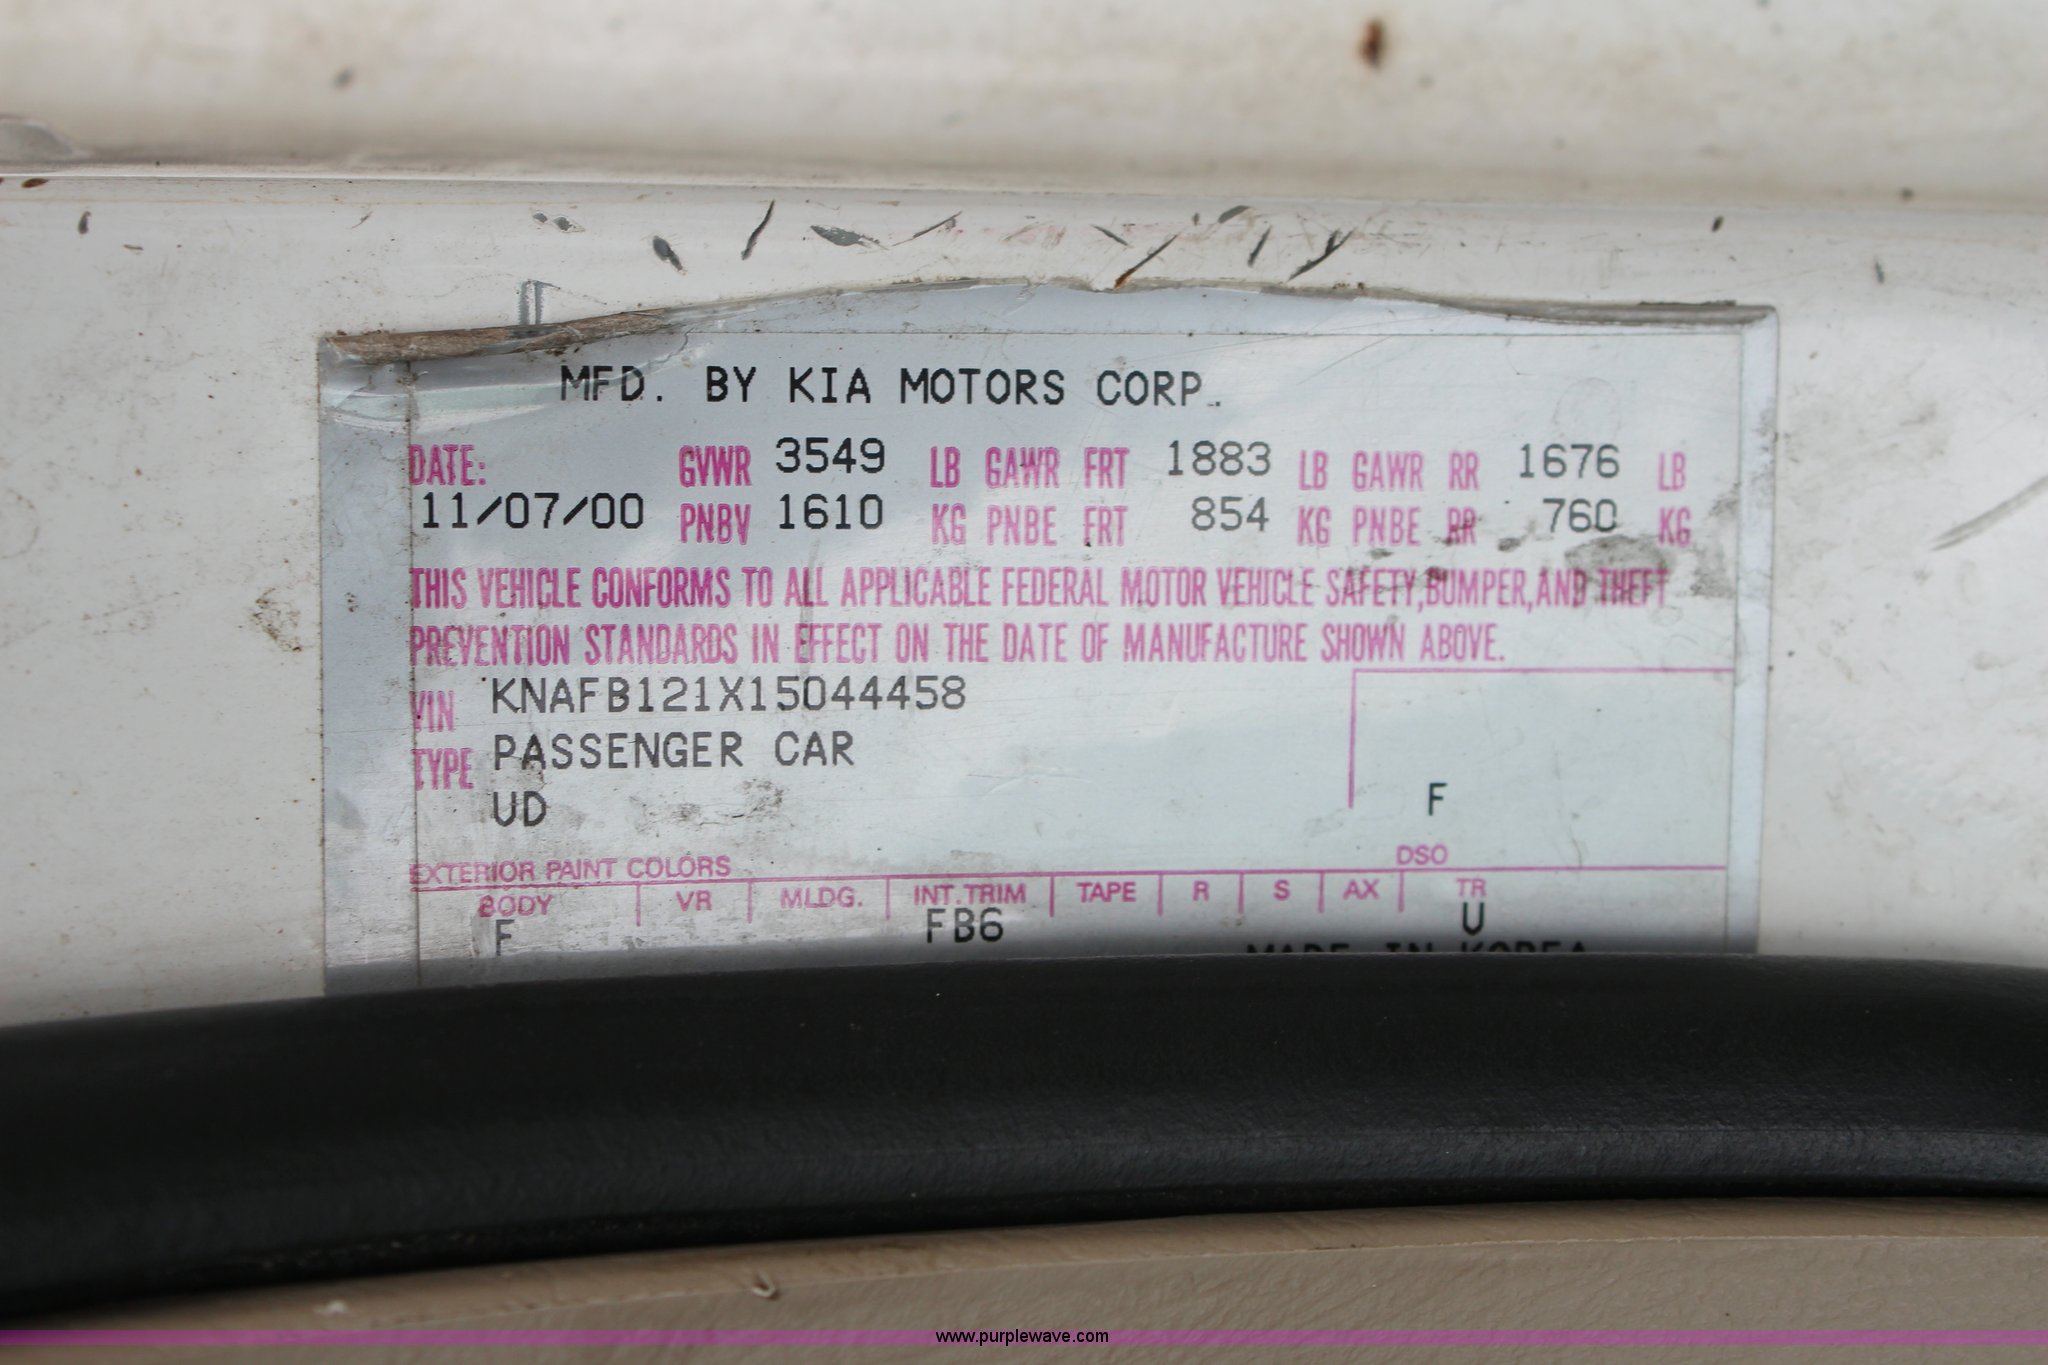 MFD. BY KIA MOTORS CORP.
DATE: GVWR 3549 LB GAWR FRT 1883 LB GAWR RR 1676 LB
11/07/00 PNBV 1610 KG PNBE FRT 854 KG PNBE RR 760 KG
THIS VEHICLE CONFORMS TO ALL APPLICABLE FEDERAL MOTOR VEHICLE SAFETY,BUMPER,AND THEFT
PREVENTION STANDARDS IN EFFECT ON THE DATE OF MANUFACTURE SHOWN ABOVE.
VIN KNAFB121X15044458
TYPE PASSENGER CAR
UD F
EXTERIOR PAINT COLORS DSO
BODY VR MLDG. INT.TRIM TAPE R S AX TR
F FB6 U
MADE IN KOREA
www.purplewave.com